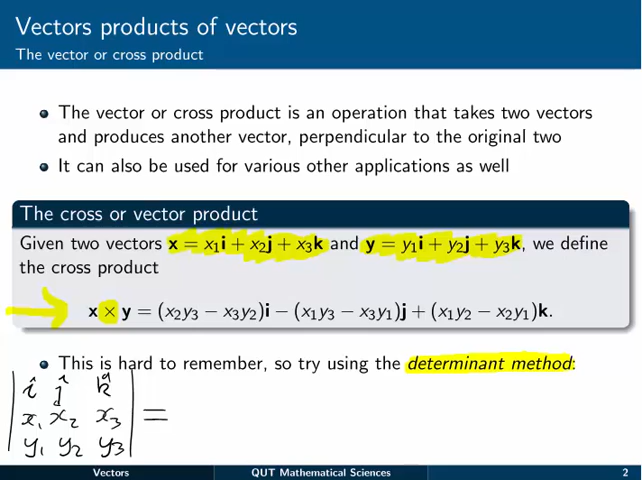 Vectors products of vectors
The vector or cross product
The vector or cross product is an operation that takes two vectors
and produces another vector, perpendicular to the original two
It can also be used for various other applications as well
The cross or vector product
Given two vectors x = x₁i + x₂j + x₃k and y = y₁i + y₂j + y₃k, we define
the cross product
x × y = (x₂y₃ − x₃y₂)i − (x₁y₃ − x₃y₁)j + (x₁y₂ − x₂y₁)k.
This is hard to remember, so try using the determinant method:
| î ĵ k̂ |
| x₁ x₂ x₃ | =
| y₁ y₂ y₃ |
Vectors QUT Mathematical Sciences 2